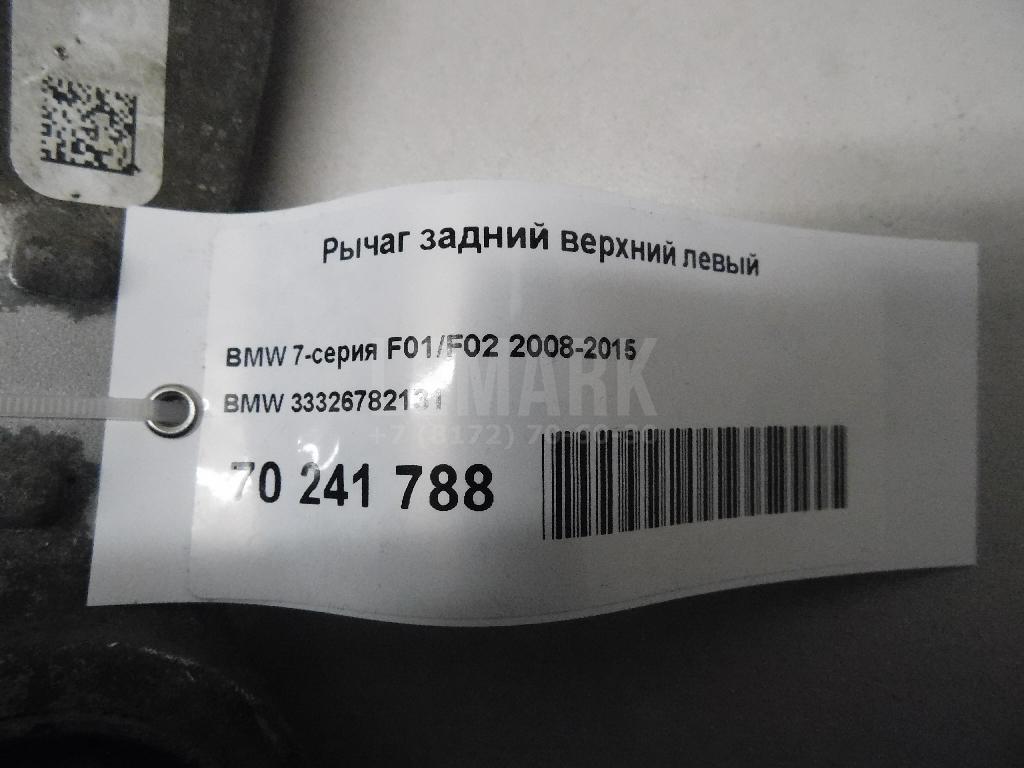 Рычаг задний верхний левый
BMW 7-серия F01/F02 2008-2015
BMW 33326782131
70 241 788